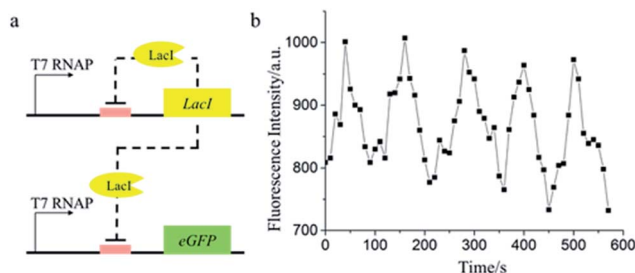 a
T7 RNAP
LacI
LacI
LacI
T7 RNAP
eGFP
b
Fluorescence Intensity/a.u.
1000
900
800
700
0 100 200 300 400 500 600
Time/s